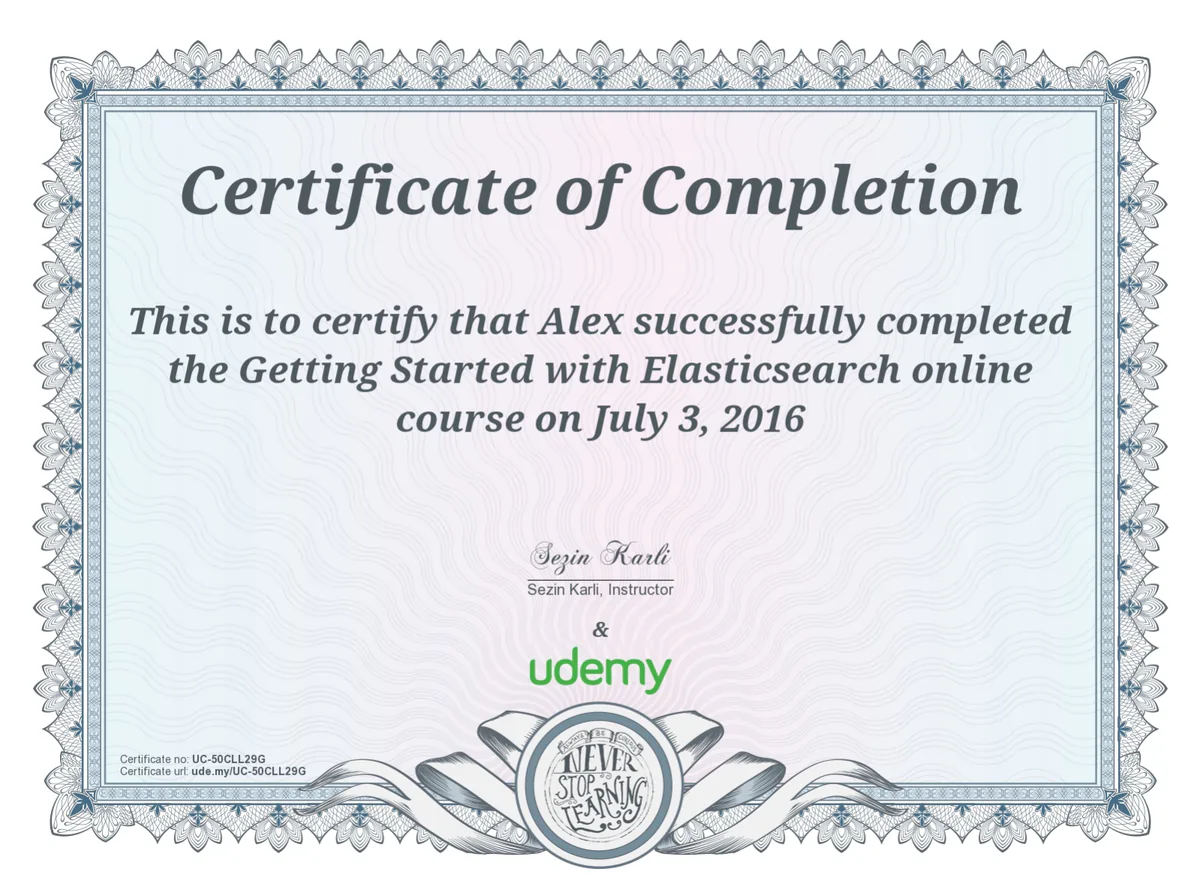 Certificate of Completion
This is to certify that Alex successfully completed
the Getting Started with Elasticsearch online
course on July 3, 2016
Sezin Karli
Sezin Karli, Instructor
&
udemy
Certificate no: UC-50CLL29G
Certificate url: ude.my/UC-50CLL29G
NEVER
STOP
LEARNING